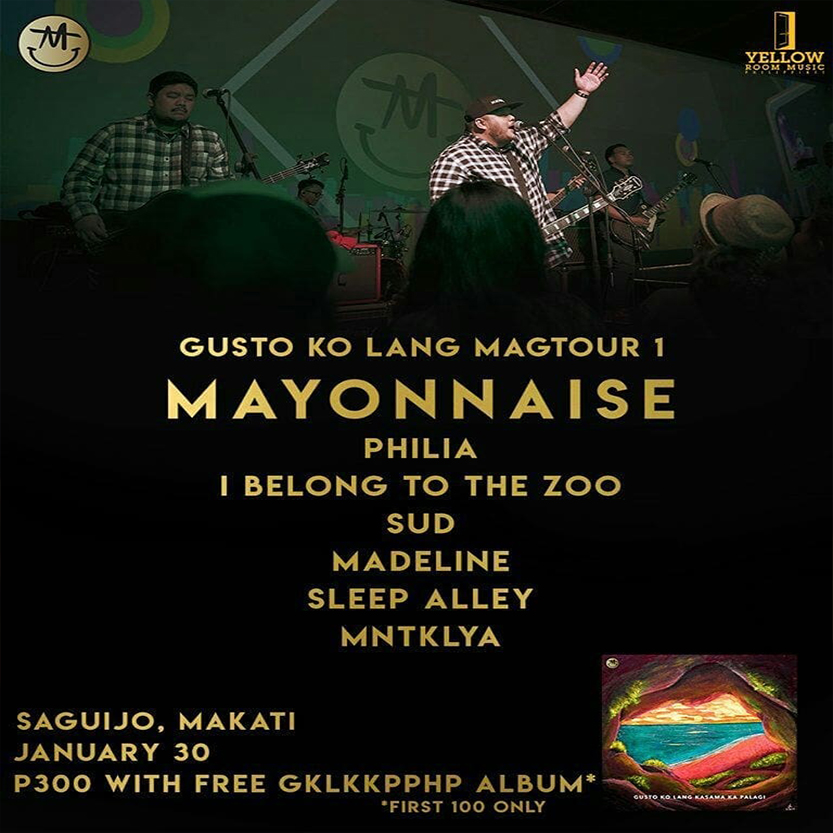 M
YELLOW
ROOM MUSIC
PHILIPPINES
M
GUSTO KO LANG MAGTOUR 1
MAYONNAISE
PHILIA
I BELONG TO THE ZOO
SUD
MADELINE
SLEEP ALLEY
MNTKLYA
SAGUIJO, MAKATI
JANUARY 30
P300 WITH FREE GKLKKPPHP ALBUM*
*FIRST 100 ONLY
GUSTO KO LANG KASAMA KA PALAGI